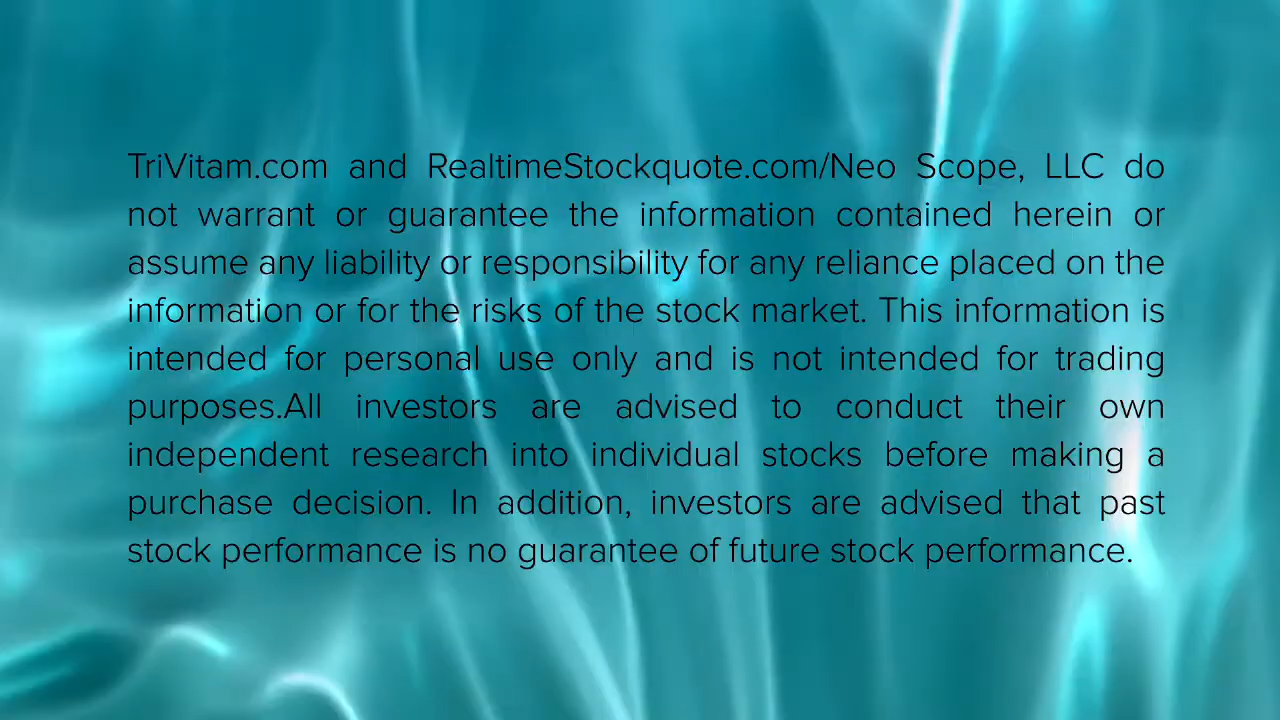 TriVitam.com and RealtimeStockquote.com/Neo Scope, LLC do
not warrant or guarantee the information contained herein or
assume any liability or responsibility for any reliance placed on the
information or for the risks of the stock market. This information is
intended for personal use only and is not intended for trading
purposes.All investors are advised to conduct their own
independent research into individual stocks before making a
purchase decision. In addition, investors are advised that past
stock performance is no guarantee of future stock performance.